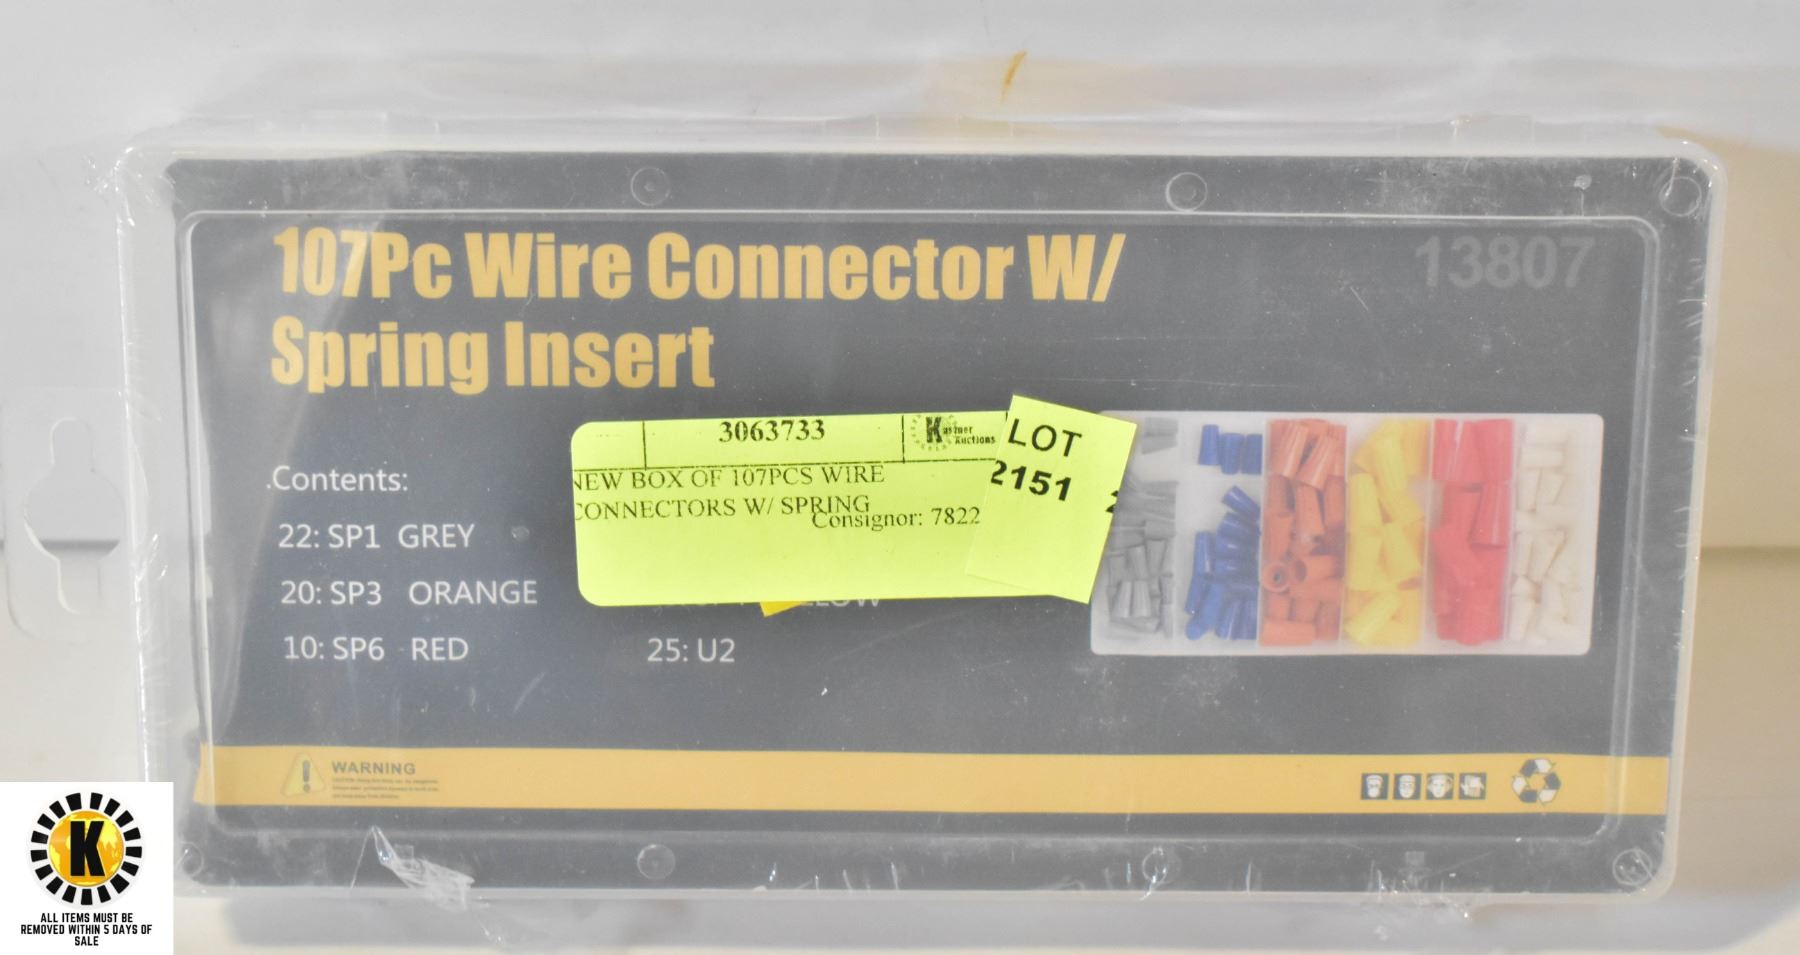 107Pc Wire Connector W/
Spring Insert
13807
3063733
Kastner
Auctions
LOT
2151
NEW BOX OF 107PCS WIRE
CONNECTORS W/ SPRING
Consignor: 7822
Contents:
22: SP1 GREY
20: SP3 ORANGE
10: SP6 RED
25: U2
WARNING
K
ALL ITEMS MUST BE
REMOVED WITHIN 5 DAYS OF
SALE